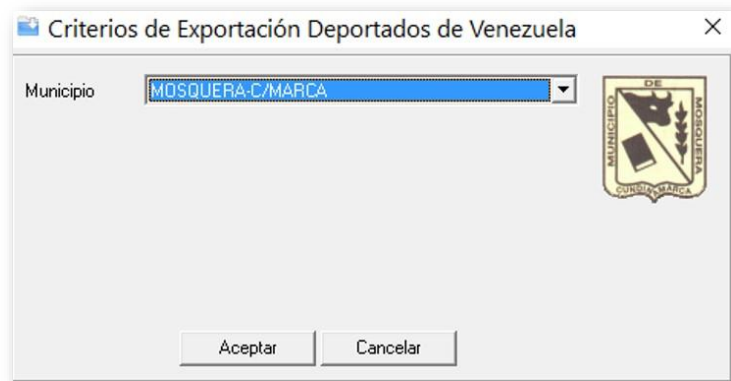 Criterios de Exportación Deportados de Venezuela
Municipio
MOSQUERA-C/MARCA
DE
MUNICIPIO
MOSQUERA
CUNDINAMARCA
Aceptar
Cancelar